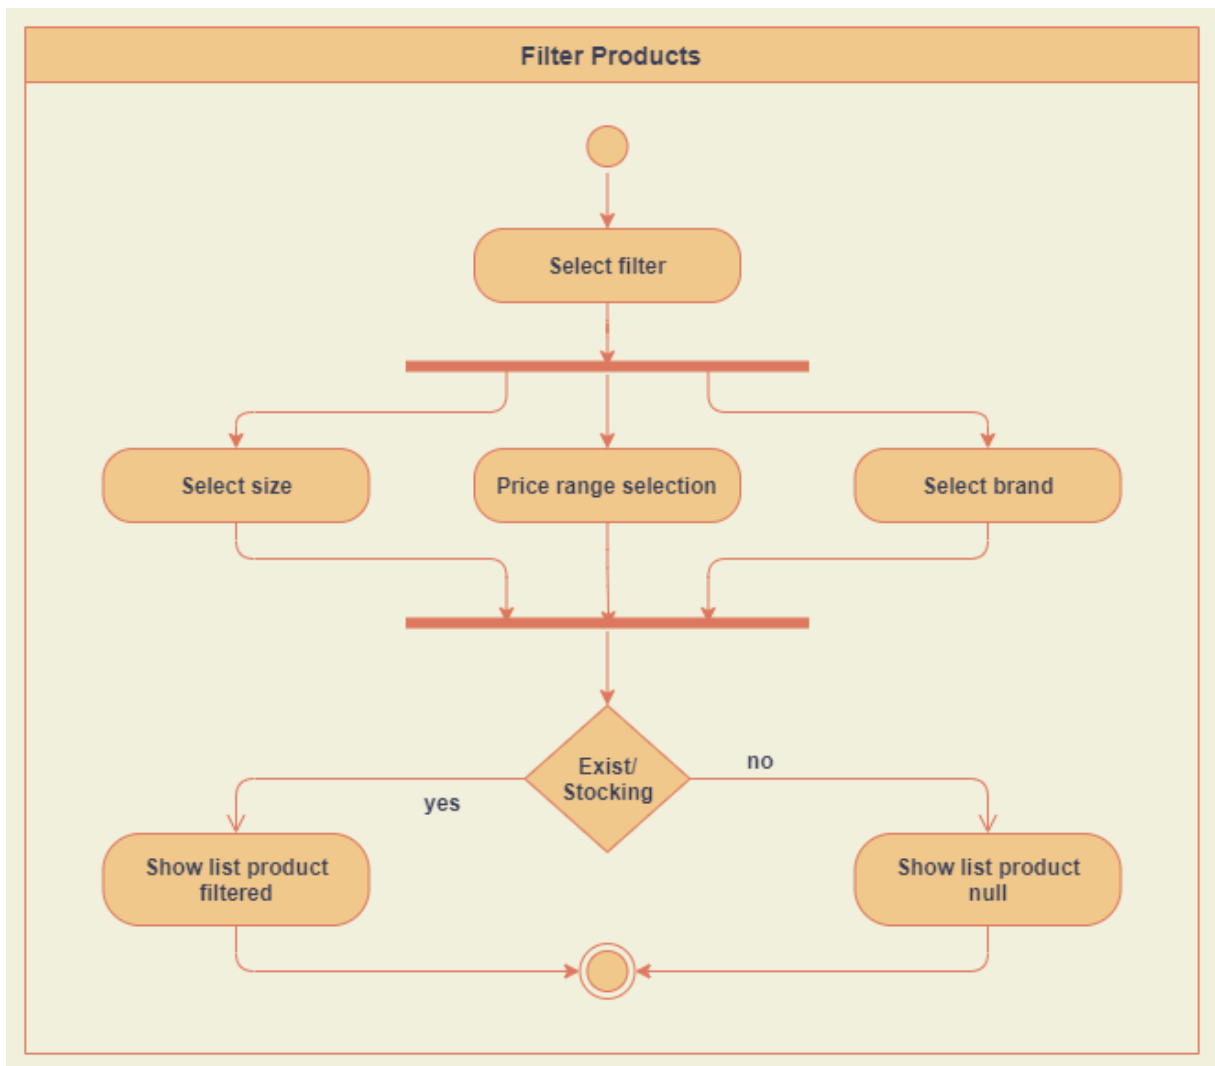 Filter Products
Select filter
Select size
Price range selection
Select brand
Exist/
Stocking
no
yes
Show list product
filtered
Show list product
null